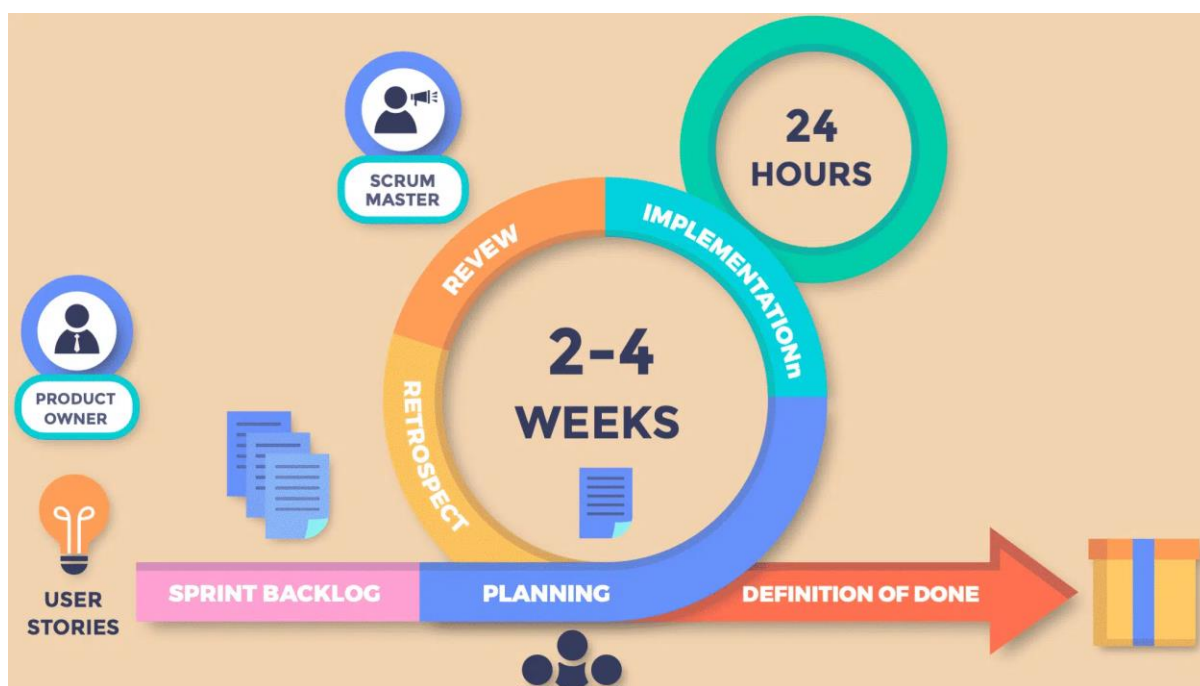 24
HOURS
SCRUM
MASTER
REVEW
IMPLEMENTATIONn
2-4
WEEKS
PRODUCT
OWNER
RETROSPECT
SPRINT BACKLOG
PLANNING
DEFINITION OF DONE
USER
STORIES